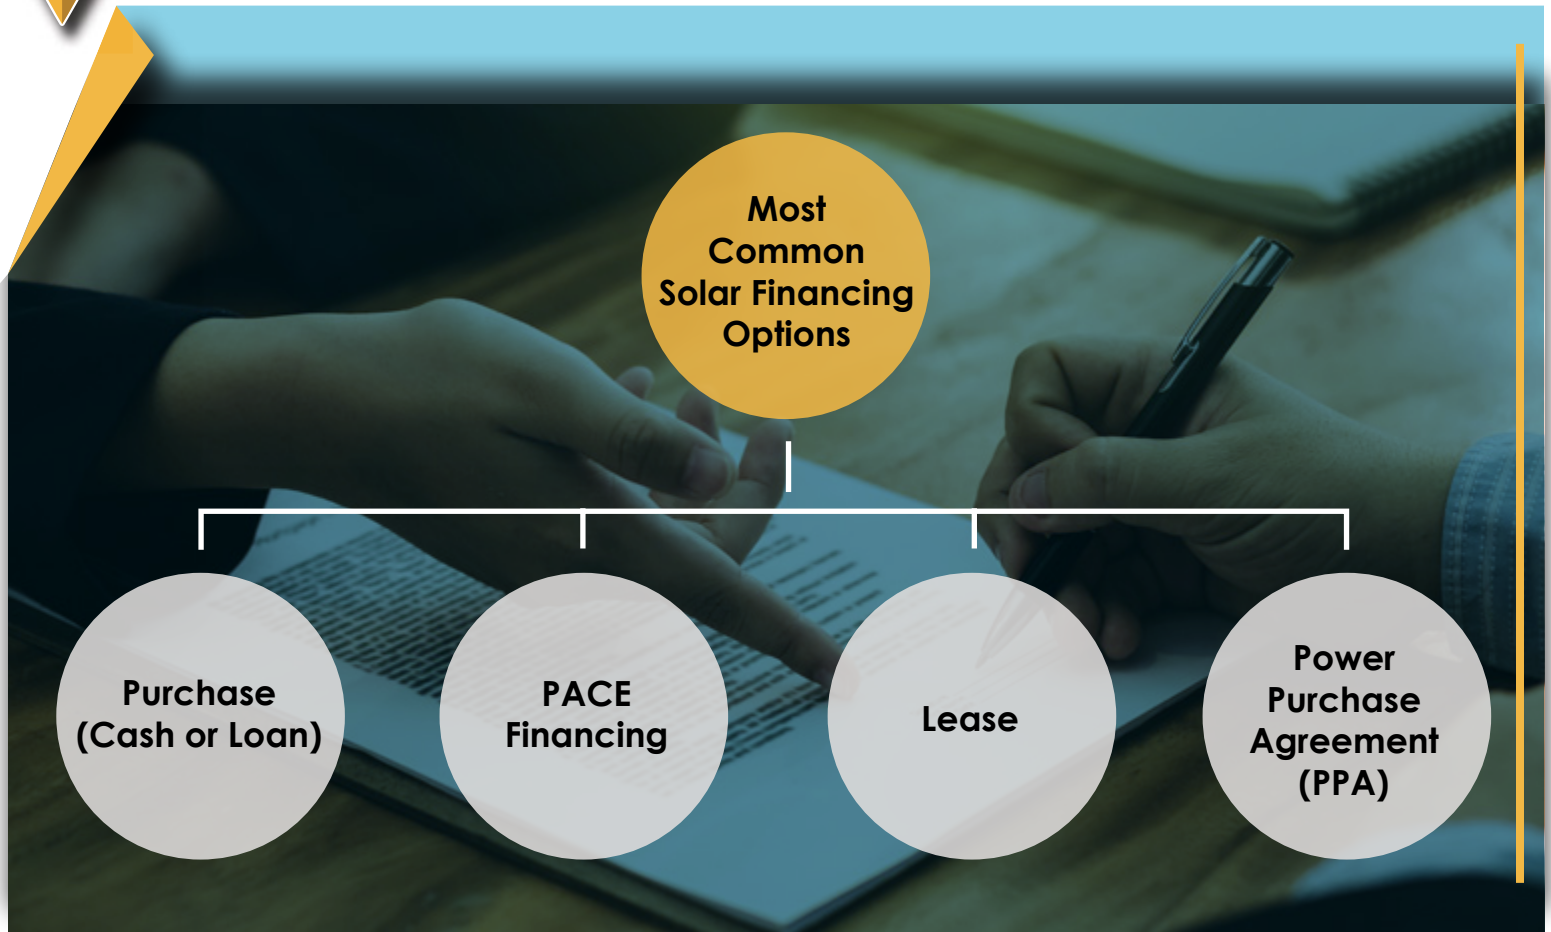 Most
Common
Solar Financing
Options
Purchase
(Cash or Loan)
PACE
Financing
Lease
Power
Purchase
Agreement
(PPA)